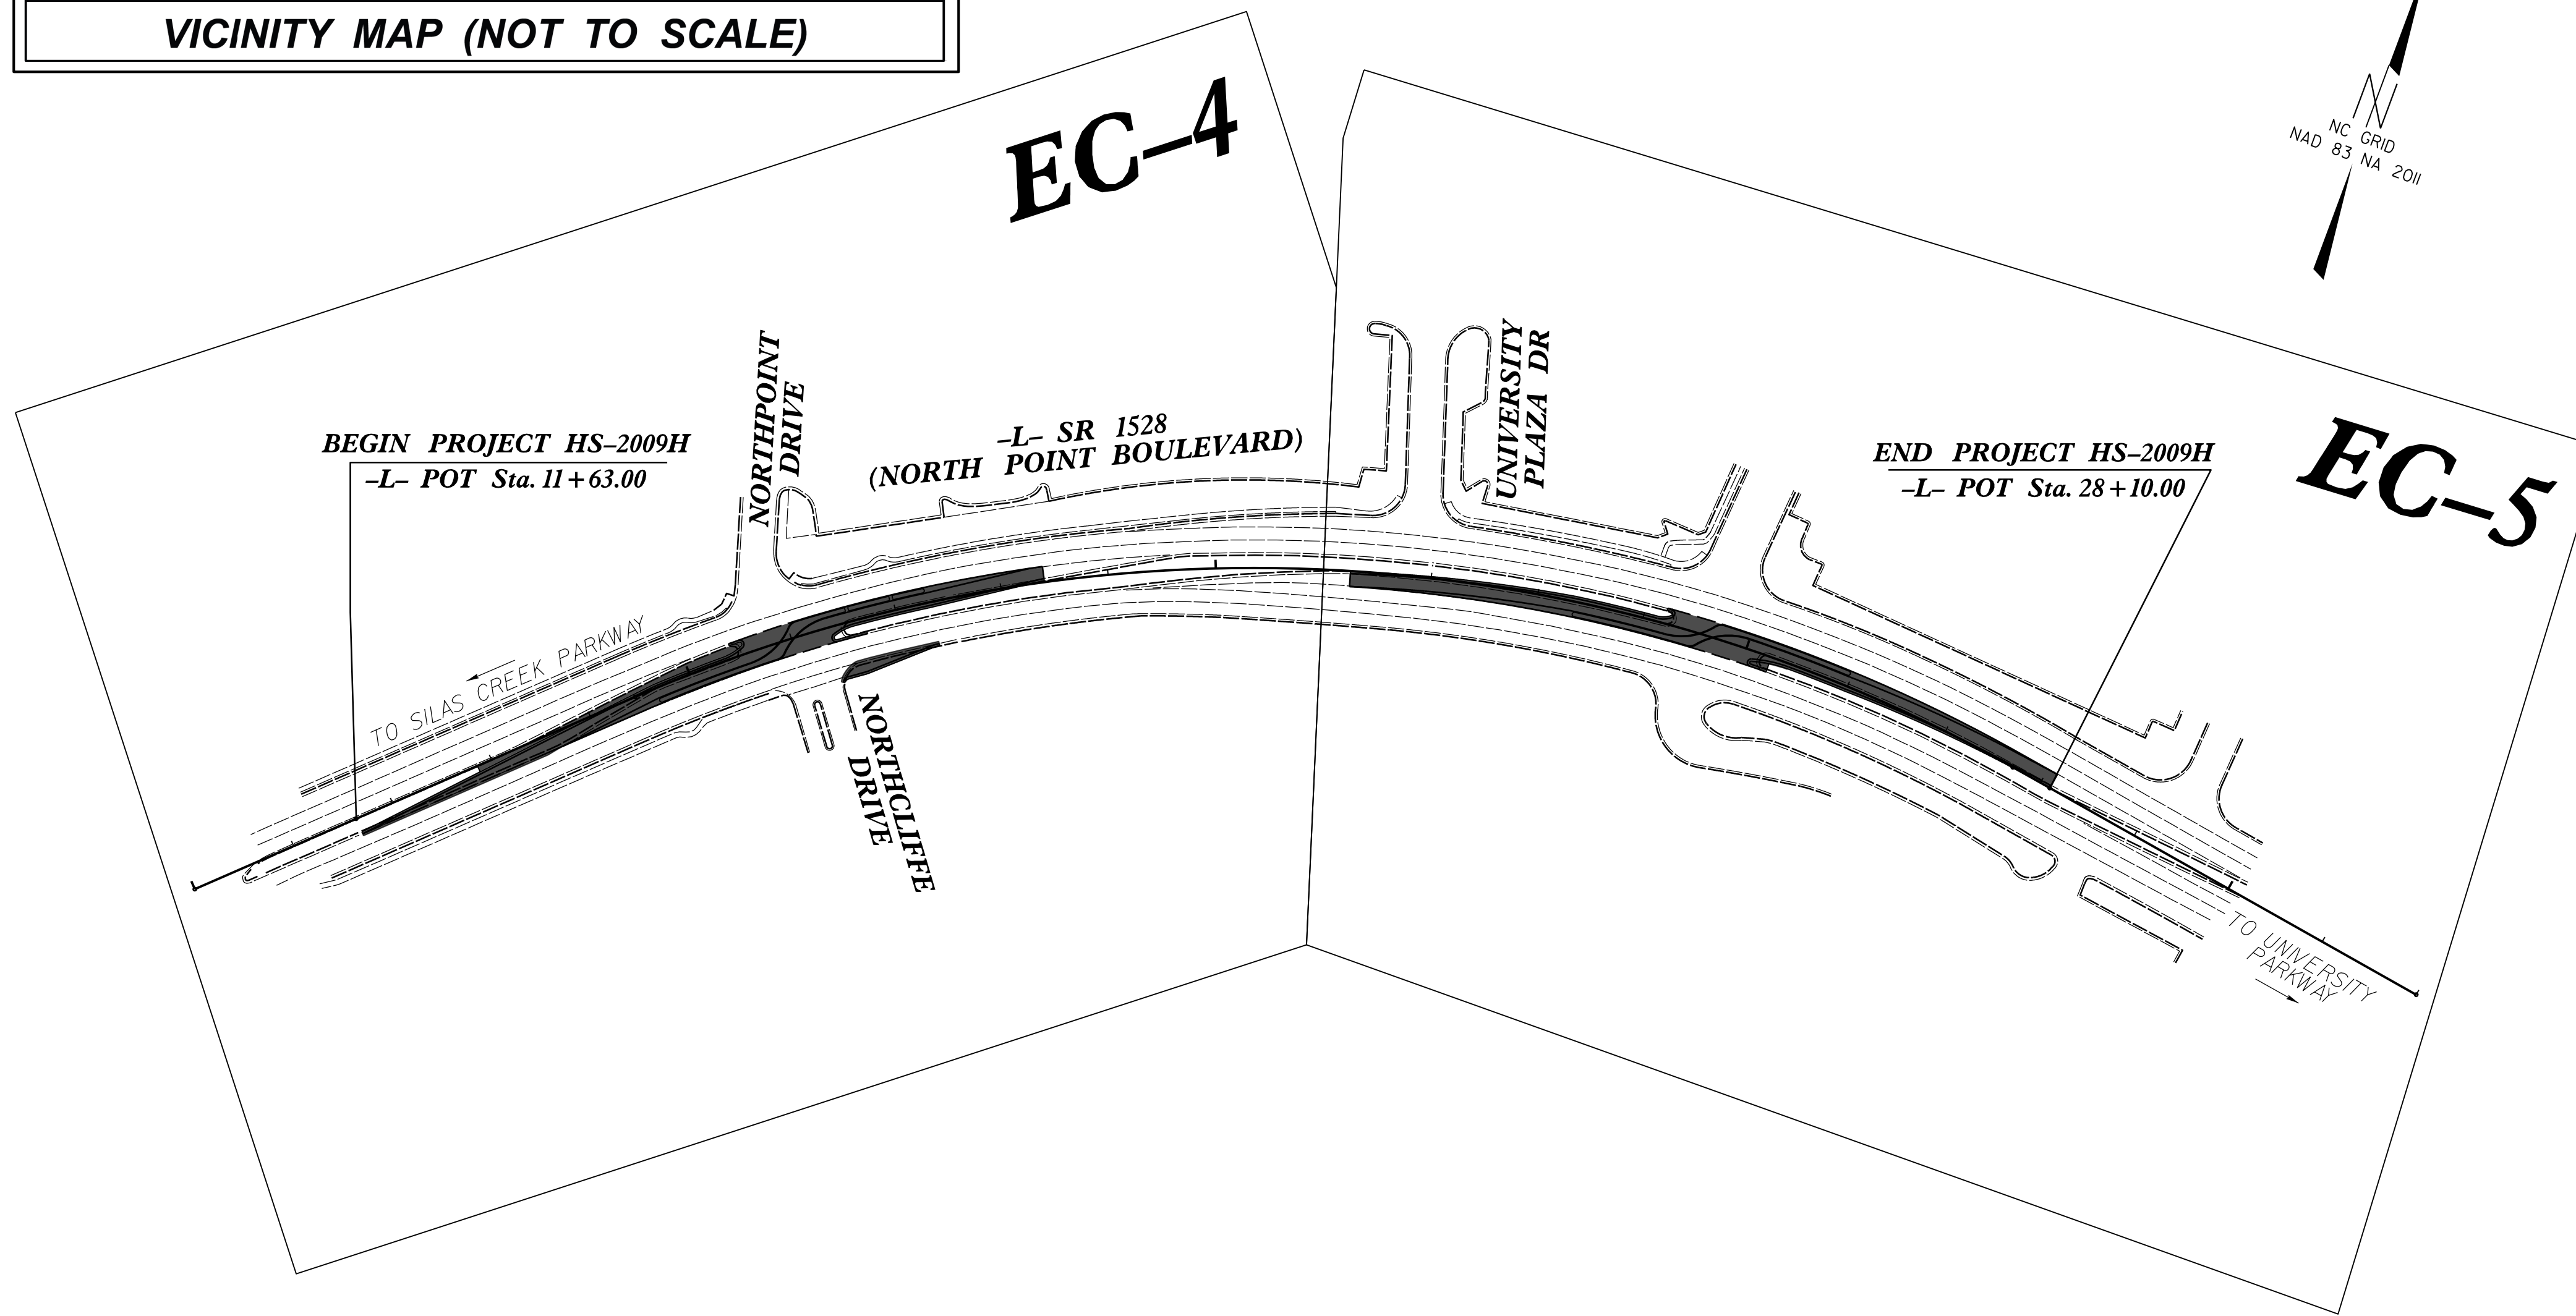 VICINITY MAP (NOT TO SCALE)
EC–4
N
NC GRID
NAD 83 NA 2011
NORTHPOINT
DRIVE
–L– SR 1528
(NORTH POINT BOULEVARD)
UNIVERSITY
PLAZA DR
BEGIN PROJECT HS–2009H
–L– POT Sta. 11+63.00
END PROJECT HS–2009H
–L– POT Sta. 28+10.00
EC–5
TO SILAS CREEK PARKWAY
NORTHCLIFFE
DRIVE
TO UNIVERSITY
PARKWAY